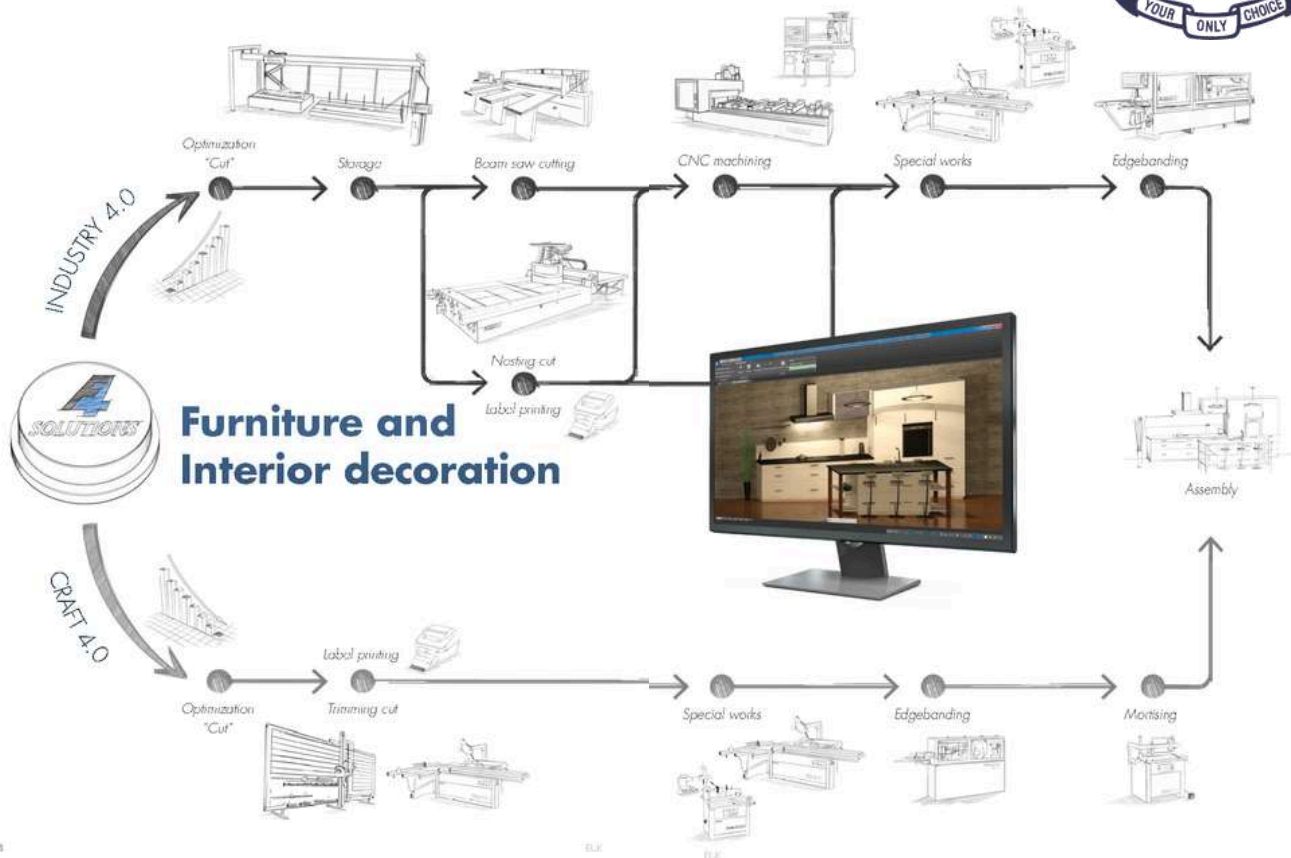 YOUR ONLY CHOICE
Optimization
"Cut"
Storage
Beam saw cutting
CNC machining
Special works
Edgebanding
INDUSTRY 4.0
Nesting cut
Label printing
4
SOLUTIONS
Furniture and
Interior decoration
Assembly
CRAFT 4.0
Label printing
Optimization
"Cut"
Trimming cut
Special works
Edgebanding
Mortising